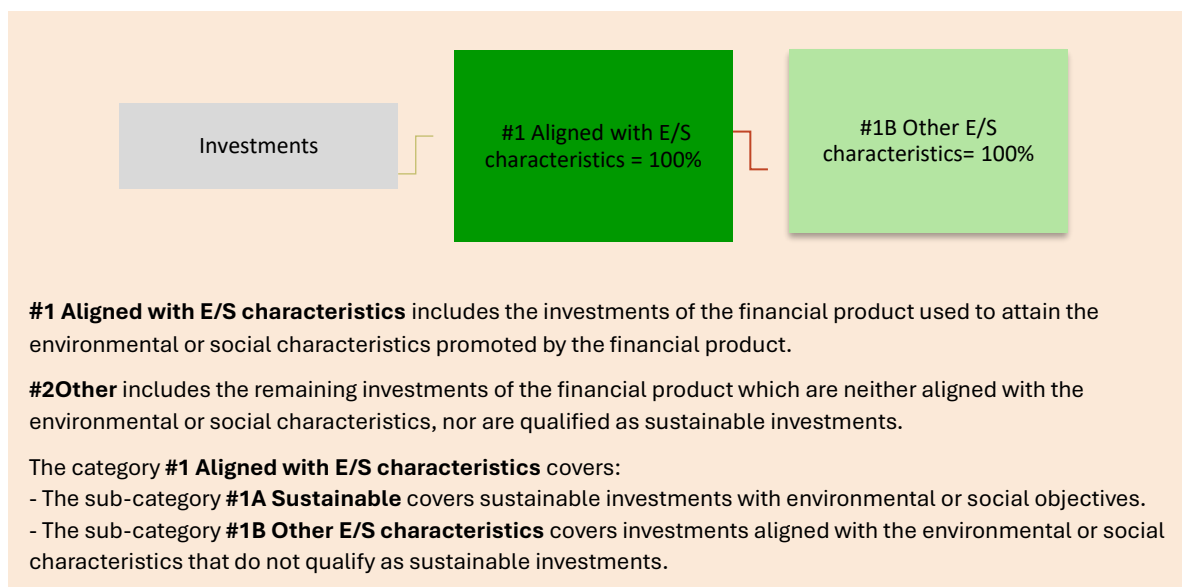 Investments
#1 Aligned with E/S
characteristics = 100%
#1B Other E/S
characteristics= 100%
#1 Aligned with E/S characteristics includes the investments of the financial product used to attain the
environmental or social characteristics promoted by the financial product.
#2Other includes the remaining investments of the financial product which are neither aligned with the
environmental or social characteristics, nor are qualified as sustainable investments.
The category #1 Aligned with E/S characteristics covers:
- The sub-category #1A Sustainable covers sustainable investments with environmental or social objectives.
- The sub-category #1B Other E/S characteristics covers investments aligned with the environmental or social
characteristics that do not qualify as sustainable investments.